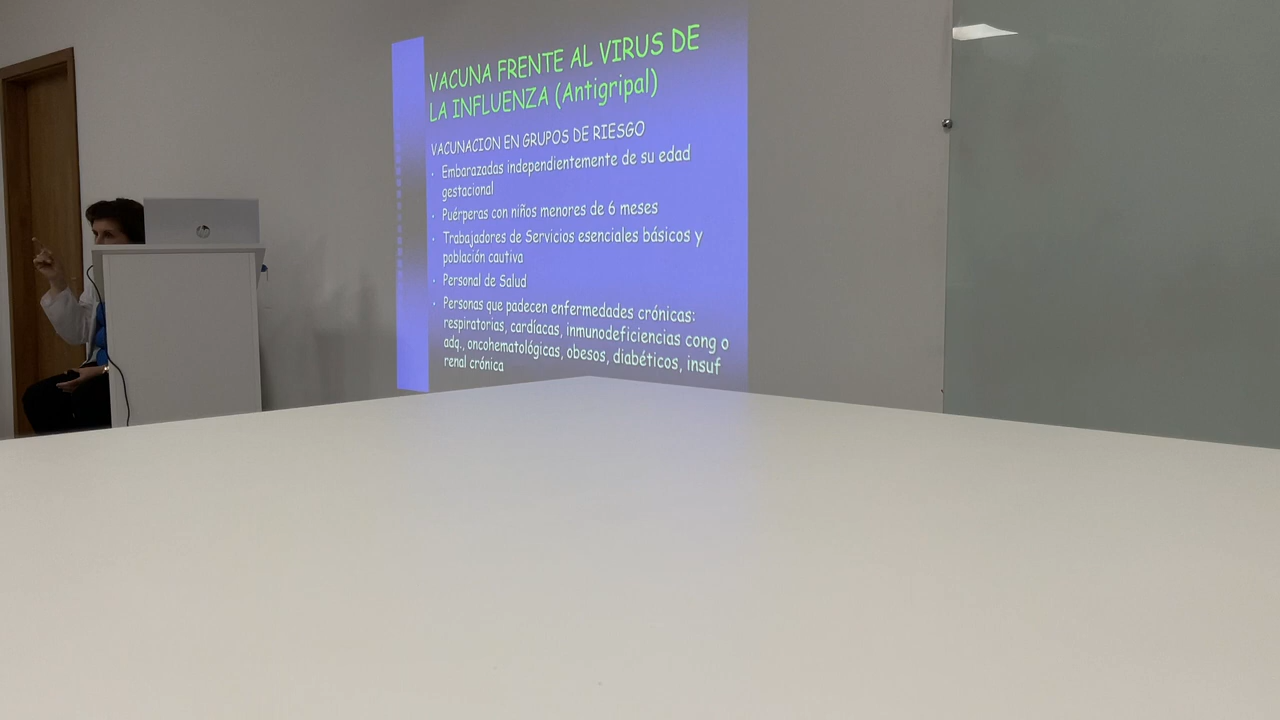 VACUNA FRENTE AL VIRUS DE
LA INFLUENZA (Antigripal)
VACUNACION EN GRUPOS DE RIESGO
· Embarazadas independientemente de su edad
gestacional
· Puérperas con niños menores de 6 meses
· Trabajadores de Servicios esenciales básicos y
población cautiva
· Personal de Salud
· Personas que padecen enfermedades crónicas:
respiratorias, cardíacas, inmunodeficiencias cong o
adq., oncohematológicas, obesos, diabéticos, insuf
renal crónica